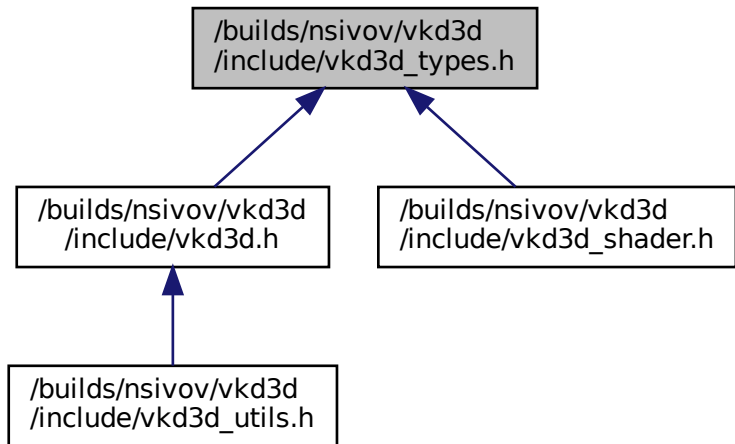 /builds/nsivov/vkd3d
/include/vkd3d_types.h
/builds/nsivov/vkd3d
/include/vkd3d.h
/builds/nsivov/vkd3d
/include/vkd3d_shader.h
/builds/nsivov/vkd3d
/include/vkd3d_utils.h